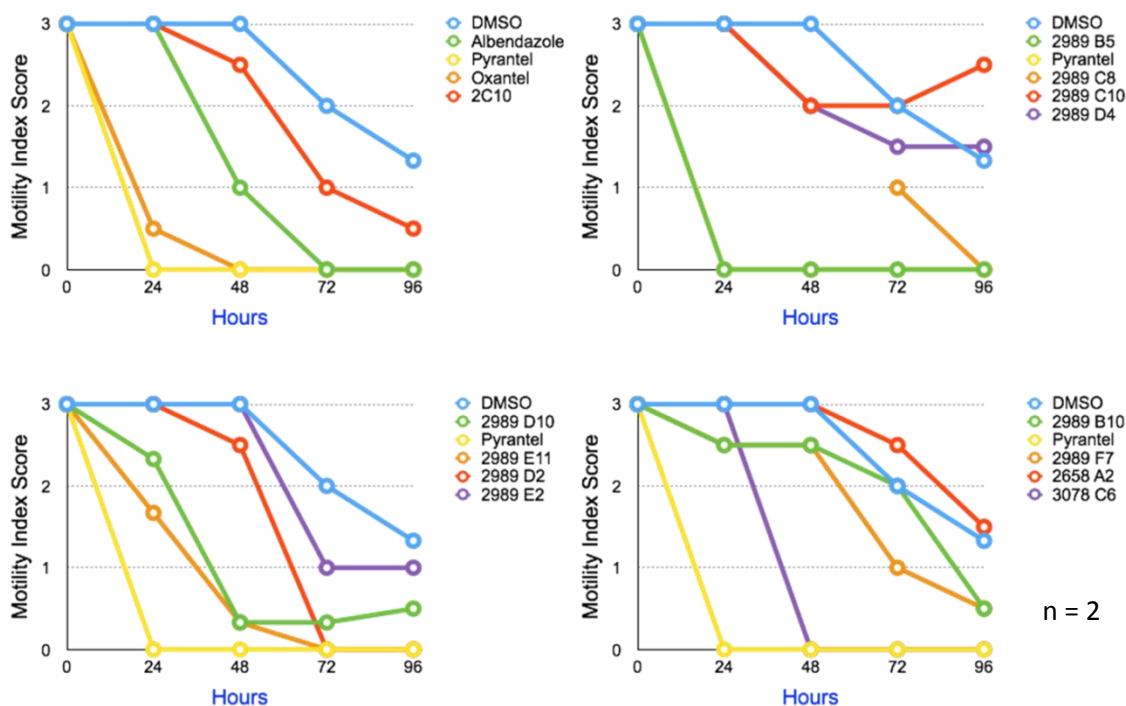 3
2
1
0
Motility Index Score
0 24 48 72 96
Hours
DMSO
Albendazole
Pyrantel
Oxantel
2C10
3
2
1
0
Motility Index Score
0 24 48 72 96
Hours
DMSO
2989 B5
Pyrantel
2989 C8
2989 C10
2989 D4
3
2
1
0
Motility Index Score
0 24 48 72 96
Hours
DMSO
2989 D10
Pyrantel
2989 E11
2989 D2
2989 E2
3
2
1
0
Motility Index Score
0 24 48 72 96
Hours
DMSO
2989 B10
Pyrantel
2989 F7
2658 A2
3078 C6
n = 2